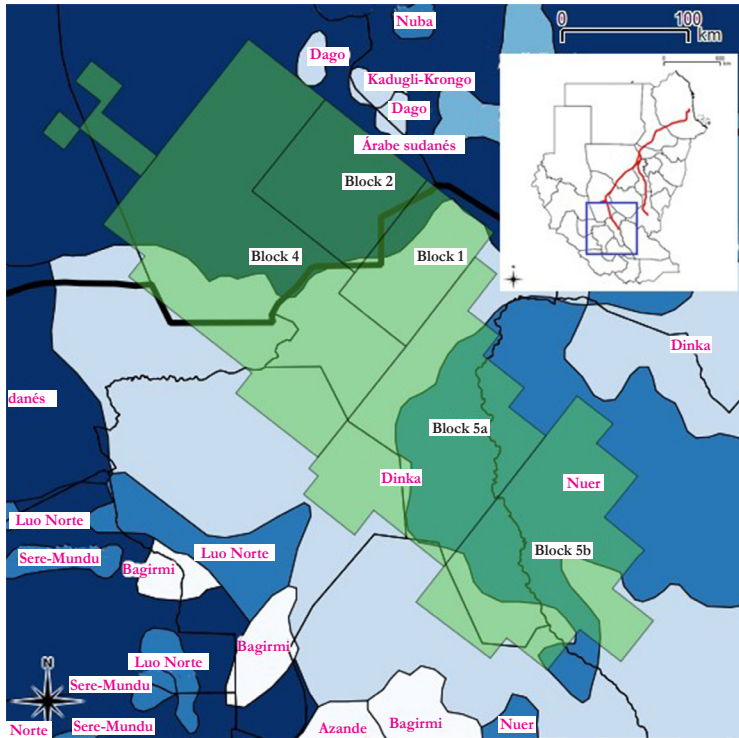 Nuba
0
100
km
Dago
Kadugli-Krongo
Dago
Árabe sudanés
Block 2
Block 4
Block 1
Dinka
danés
Block 5a
Dinka
Nuer
Luo Norte
Luo Norte
Sere-Mundu
Bagirmi
Block 5b
Bagirmi
Luo Norte
N
Sere-Mundu
Norte
Sere-Mundu
Azande
Bagirmi
Nuer